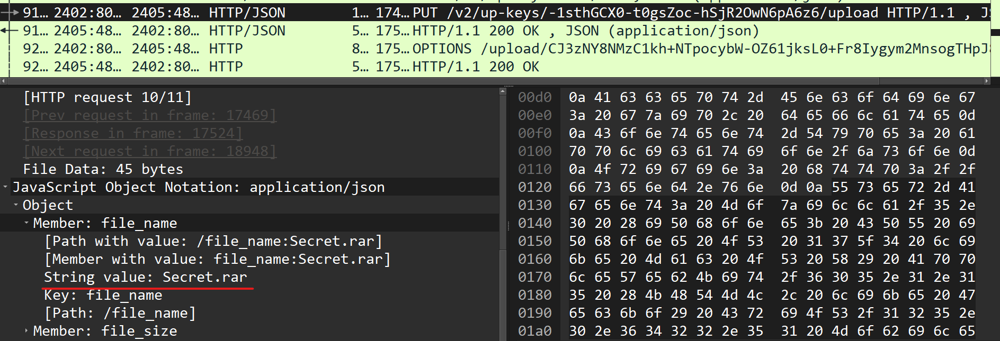 91… 2402:80… 2405:48… HTTP/JSON 1… 174… PUT /v2/up-keys/-1sthGCX0-t0gsZoc-hSjR2OwN6pA6z6/upload HTTP/1.1 , JS
91… 2405:48… 2402:80… HTTP/JSON 5… 175… HTTP/1.1 200 OK , JSON (application/json)
92… 2402:80… 2405:48… HTTP 8… 175… OPTIONS /upload/CJ3zNY8NMzC1kh+NTpocybW-OZ61jksL0+Fr8Iygym2MnsogTHpJ8
92… 2405:48… 2402:80… HTTP 5… 175… HTTP/1.1 200 OK
[HTTP request 10/11]
[Prev request in frame: 17469]
[Response in frame: 17524]
[Next request in frame: 18948]
File Data: 45 bytes
JavaScript Object Notation: application/json
Object
Member: file_name
[Path with value: /file_name:Secret.rar]
[Member with value: file_name:Secret.rar]
String value: Secret.rar
Key: file_name
[Path: /file_name]
Member: file_size
00d0 0a 41 63 63 65 70 74 2d 45 6e 63 6f 64 69 6e 67
00e0 3a 20 67 7a 69 70 2c 20 64 65 66 6c 61 74 65 0d
00f0 0a 43 6f 6e 74 65 6e 74 2d 54 79 70 65 3a 20 61
0100 70 70 6c 69 63 61 74 69 6f 6e 2f 6a 73 6f 6e 0d
0110 0a 4f 72 69 67 69 6e 3a 20 68 74 74 70 3a 2f 2f
0120 66 73 65 6e 64 2e 76 6e 0d 0a 55 73 65 72 2d 41
0130 67 65 6e 74 3a 20 4d 6f 7a 69 6c 6c 61 2f 35 2e
0140 30 20 28 69 50 68 6f 6e 65 3b 20 43 50 55 20 69
0150 50 68 6f 6e 65 20 4f 53 20 31 37 5f 34 20 6c 69
0160 6b 65 20 4d 61 63 20 4f 53 20 58 29 20 41 70 70
0170 6c 65 57 65 62 4b 69 74 2f 36 30 35 2e 31 2e 31
0180 35 20 28 4b 48 54 4d 4c 2c 20 6c 69 6b 65 20 47
0190 65 63 6b 6f 29 20 43 72 69 4f 53 2f 31 32 35 2e
01a0 30 2e 36 34 32 32 2e 35 31 20 4d 6f 62 69 6c 65